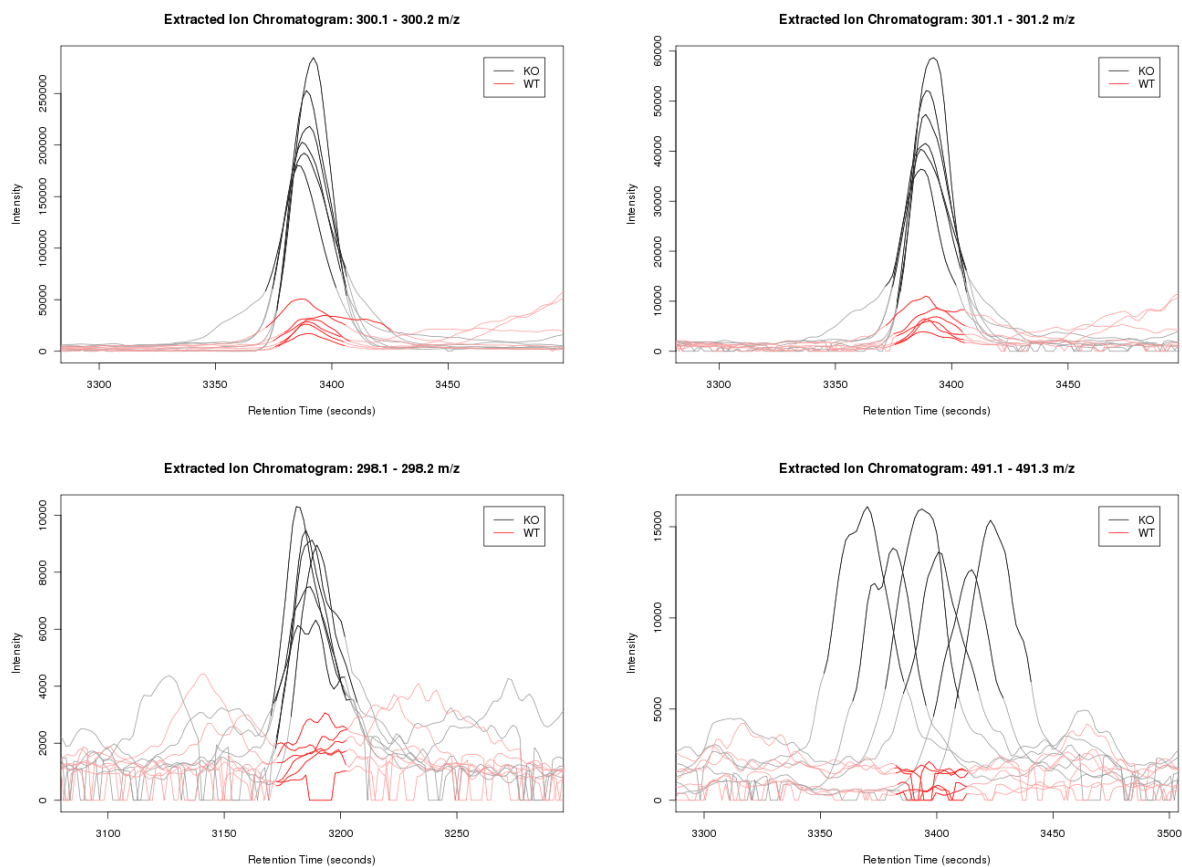 Extracted Ion Chromatogram: 300.1 - 300.2 m/z
KO
WT
Intensity
0
50000
100000
150000
200000
250000
3300
3350
3400
3450
Retention Time (seconds)
Extracted Ion Chromatogram: 301.1 - 301.2 m/z
KO
WT
Intensity
0
10000
20000
30000
40000
50000
60000
3300
3350
3400
3450
Retention Time (seconds)
Extracted Ion Chromatogram: 298.1 - 298.2 m/z
KO
WT
Intensity
0
2000
4000
6000
8000
10000
3100
3150
3200
3250
Retention Time (seconds)
Extracted Ion Chromatogram: 491.1 - 491.3 m/z
KO
WT
Intensity
0
5000
10000
15000
3300
3350
3400
3450
3500
Retention Time (seconds)